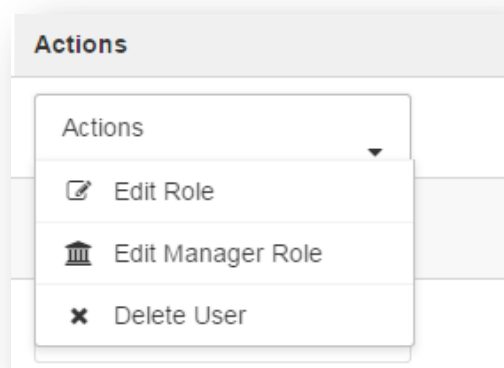 Actions
Actions
Edit Role
Edit Manager Role
Delete User